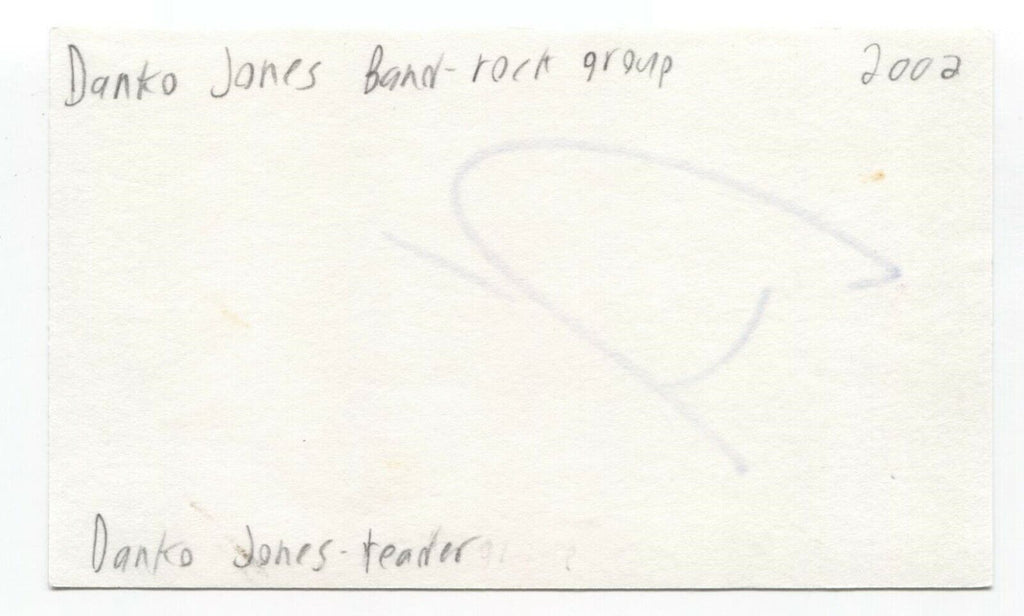 Danko Jones Band-rock group 2002
Danko Jones-leader